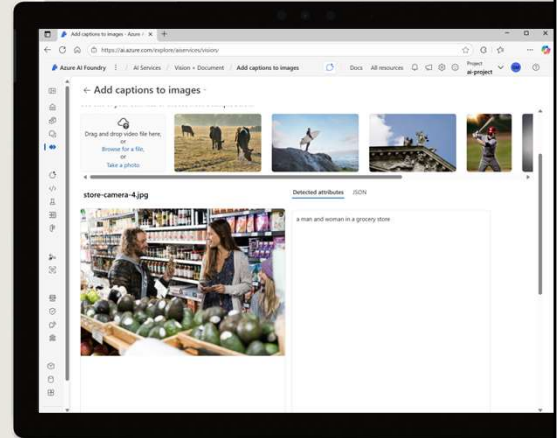 Add captions to images - Azure A
https://ai.azure.com/explore/aiservices/vision/
Azure AI Foundry / AI Services / Vision + Document / Add captions to images
Docs All resources
Project
ai-project
← Add captions to images
Drag and drop video file here,
or
Browse for a file,
or
Take a photo
store-camera-4.jpg
Detected attributes JSON
a man and woman in a grocery store